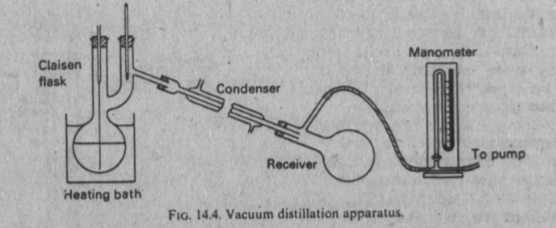 Manometer
Claisen
flask
Condenser
To pump
Receiver
Heating bath
FIG. 14.4. Vacuum distillation apparatus.